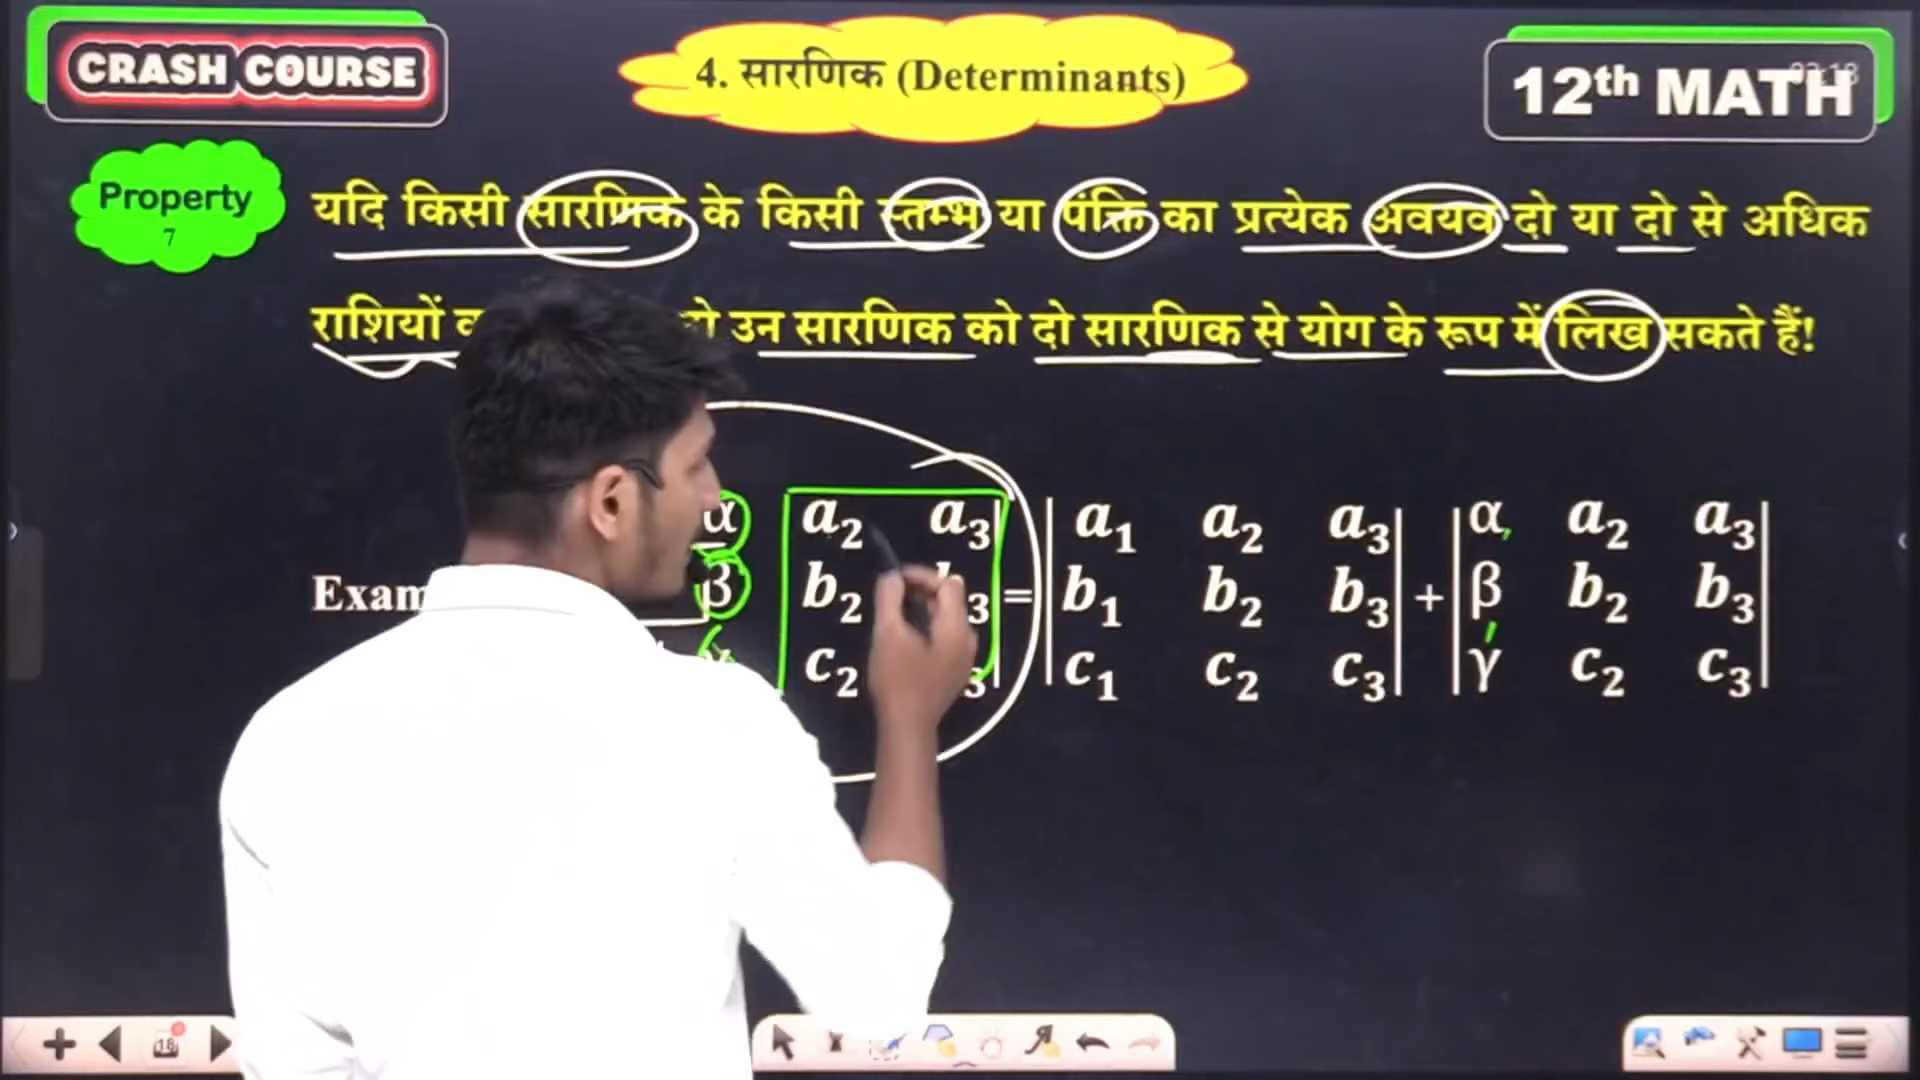 CRASH COURSE
4. सारणिक (Determinants)
12th MATH
Property
7
यदि किसी सारणिक के किसी स्तम्भ या पंक्ति का प्रत्येक अवयव दो या दो से अधिक
राशियों उन सारणिक को दो सारणिक से योग के रूप में लिख सकते हैं!
α a₂ a₃ | = | a₁ a₂ a₃ | + | α a₂ a₃ |
β b₂ b₃ b₁ b₂ b₃ β b₂ b₃
c₂ c₁ c₂ c₃ γ c₂ c₃
18